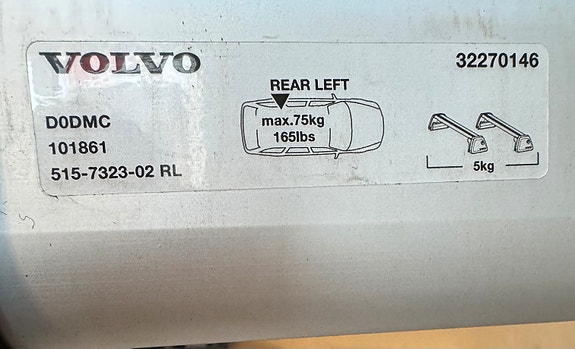 VOLVO
32270146
REAR LEFT
max.75kg
165lbs
D0DMC
101861
515-7323-02 RL
5kg